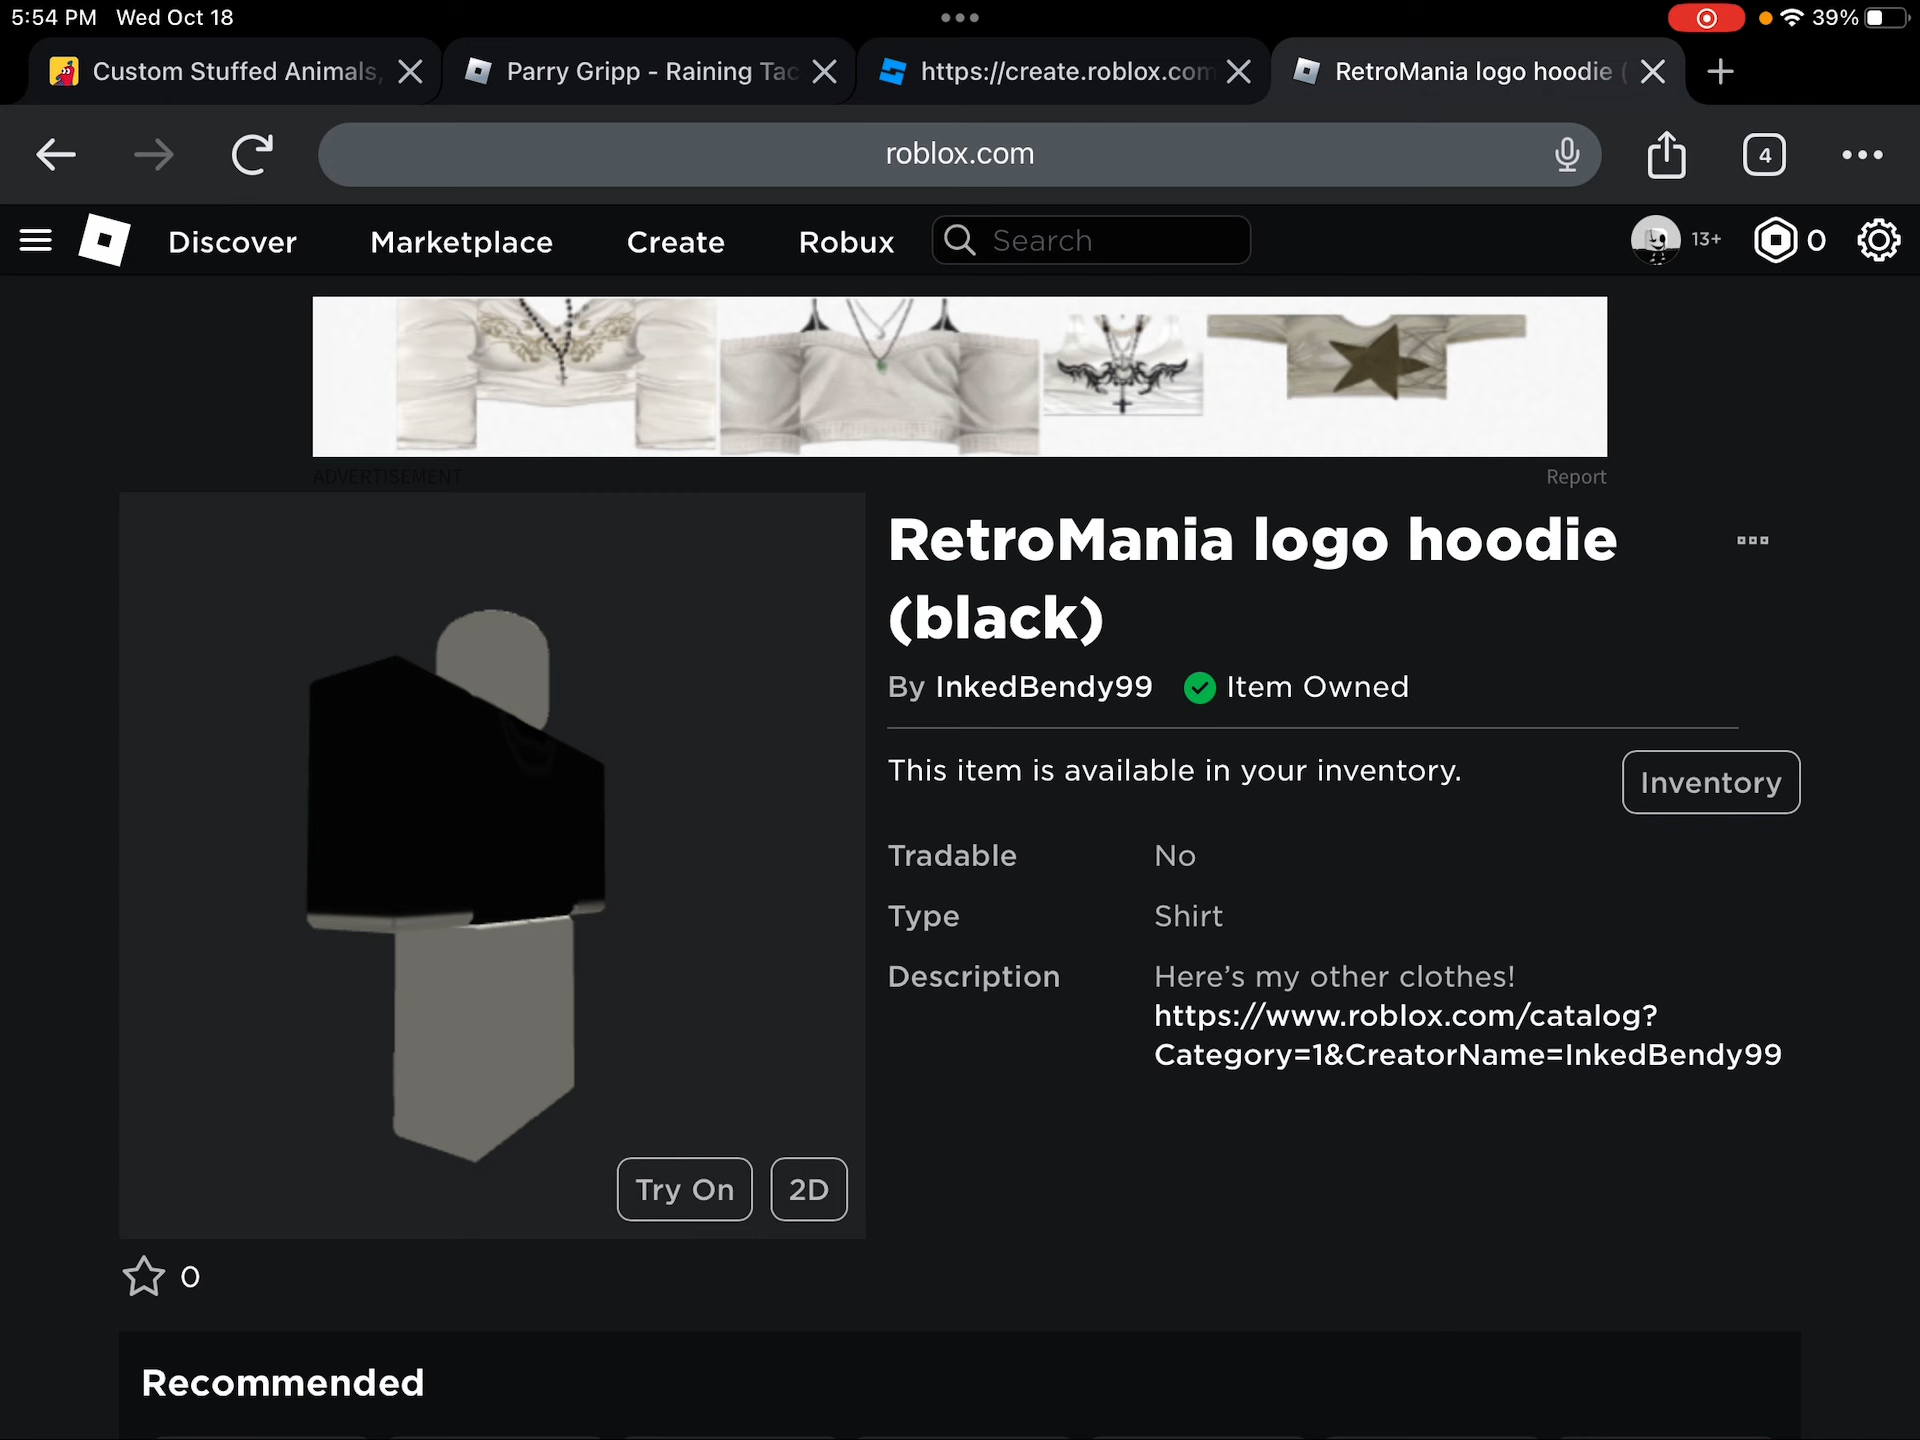 5:54 PM Wed Oct 18
39%
Custom Stuffed Animals,
Parry Gripp - Raining Tac
https://create.roblox.com
RetroMania logo hoodie (
roblox.com
4
Discover
Marketplace
Create
Robux
Search
13+
0
ADVERTISEMENT
Report
RetroMania logo hoodie
(black)
By InkedBendy99
Item Owned
This item is available in your inventory.
Inventory
Tradable
No
Type
Shirt
Description
Here's my other clothes!
https://www.roblox.com/catalog?
Category=1&CreatorName=InkedBendy99
Try On
2D
0
Recommended